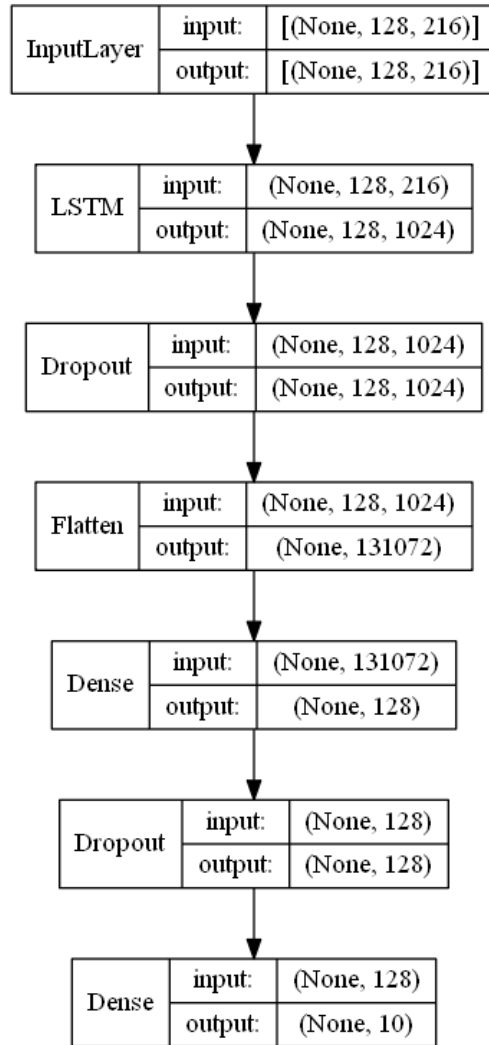 InputLayer
input: [(None, 128, 216)]
output: [(None, 128, 216)]
LSTM
input: (None, 128, 216)
output: (None, 128, 1024)
Dropout
input: (None, 128, 1024)
output: (None, 128, 1024)
Flatten
input: (None, 128, 1024)
output: (None, 131072)
Dense
input: (None, 131072)
output: (None, 128)
Dropout
input: (None, 128)
output: (None, 128)
Dense
input: (None, 128)
output: (None, 10)